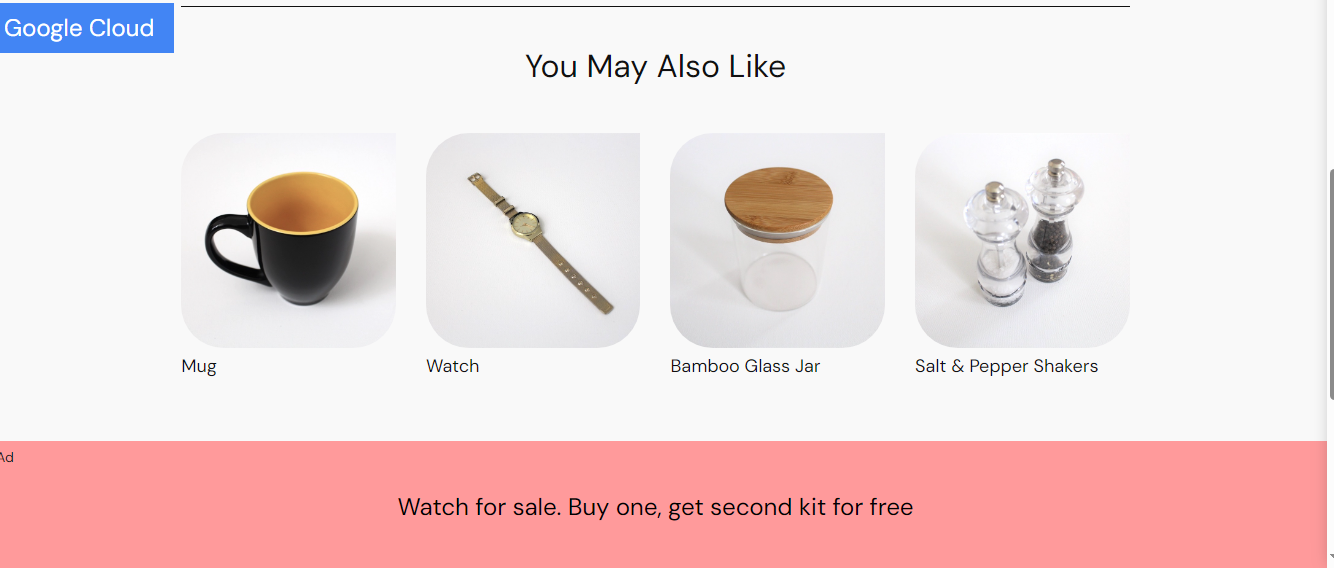 Google Cloud
You May Also Like
Mug
Watch
Bamboo Glass Jar
Salt & Pepper Shakers
Ad
Watch for sale. Buy one, get second kit for free